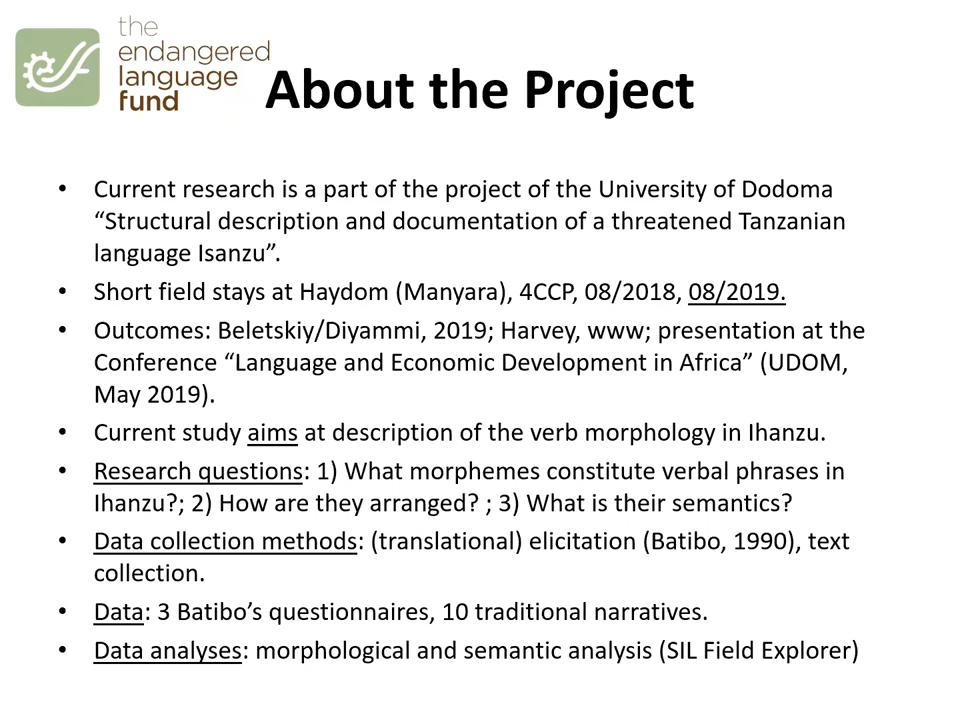 the
endangered
language
fund
About the Project
• Current research is a part of the project of the University of Dodoma
“Structural description and documentation of a threatened Tanzanian
language Isanzu”.
• Short field stays at Haydom (Manyara), 4CCP, 08/2018, 08/2019.
• Outcomes: Beletskiy/Diyammi, 2019; Harvey, www; presentation at the
Conference “Language and Economic Development in Africa” (UDOM,
May 2019).
• Current study aims at description of the verb morphology in Ihanzu.
• Research questions: 1) What morphemes constitute verbal phrases in
Ihanzu?; 2) How are they arranged? ; 3) What is their semantics?
• Data collection methods: (translational) elicitation (Batibo, 1990), text
collection.
• Data: 3 Batibo’s questionnaires, 10 traditional narratives.
• Data analyses: morphological and semantic analysis (SIL Field Explorer)